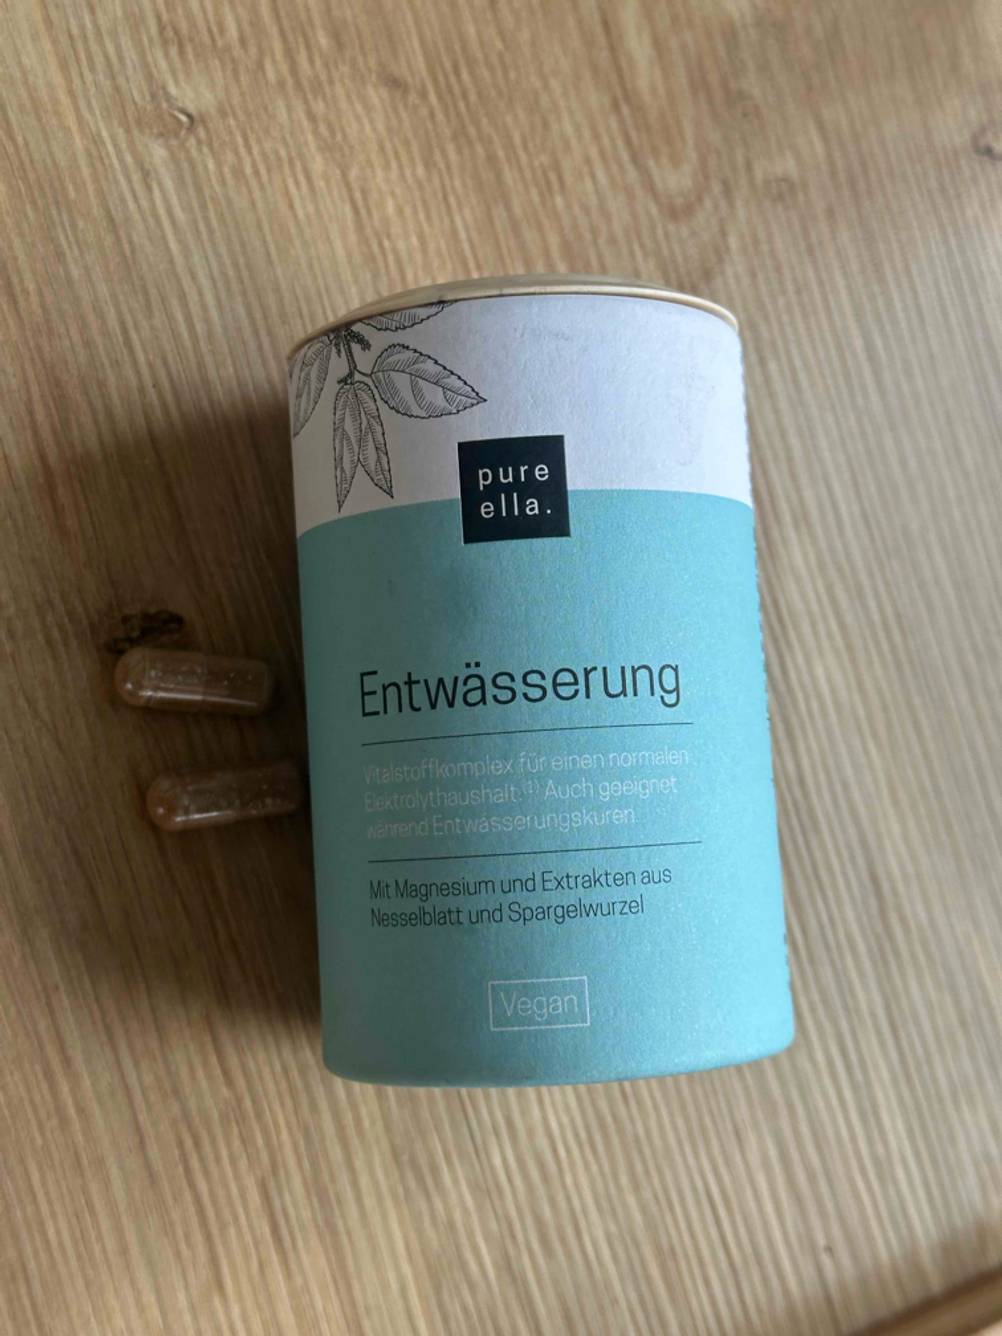 pure
ella.
Entwässerung
Vitalstoffkomplex für einen normalen
Elektrolythaushalt.⁽¹⁾ Auch geeignet
während Entwässerungskuren.
Mit Magnesium und Extrakten aus
Nesselblatt und Spargelwurzel
Vegan